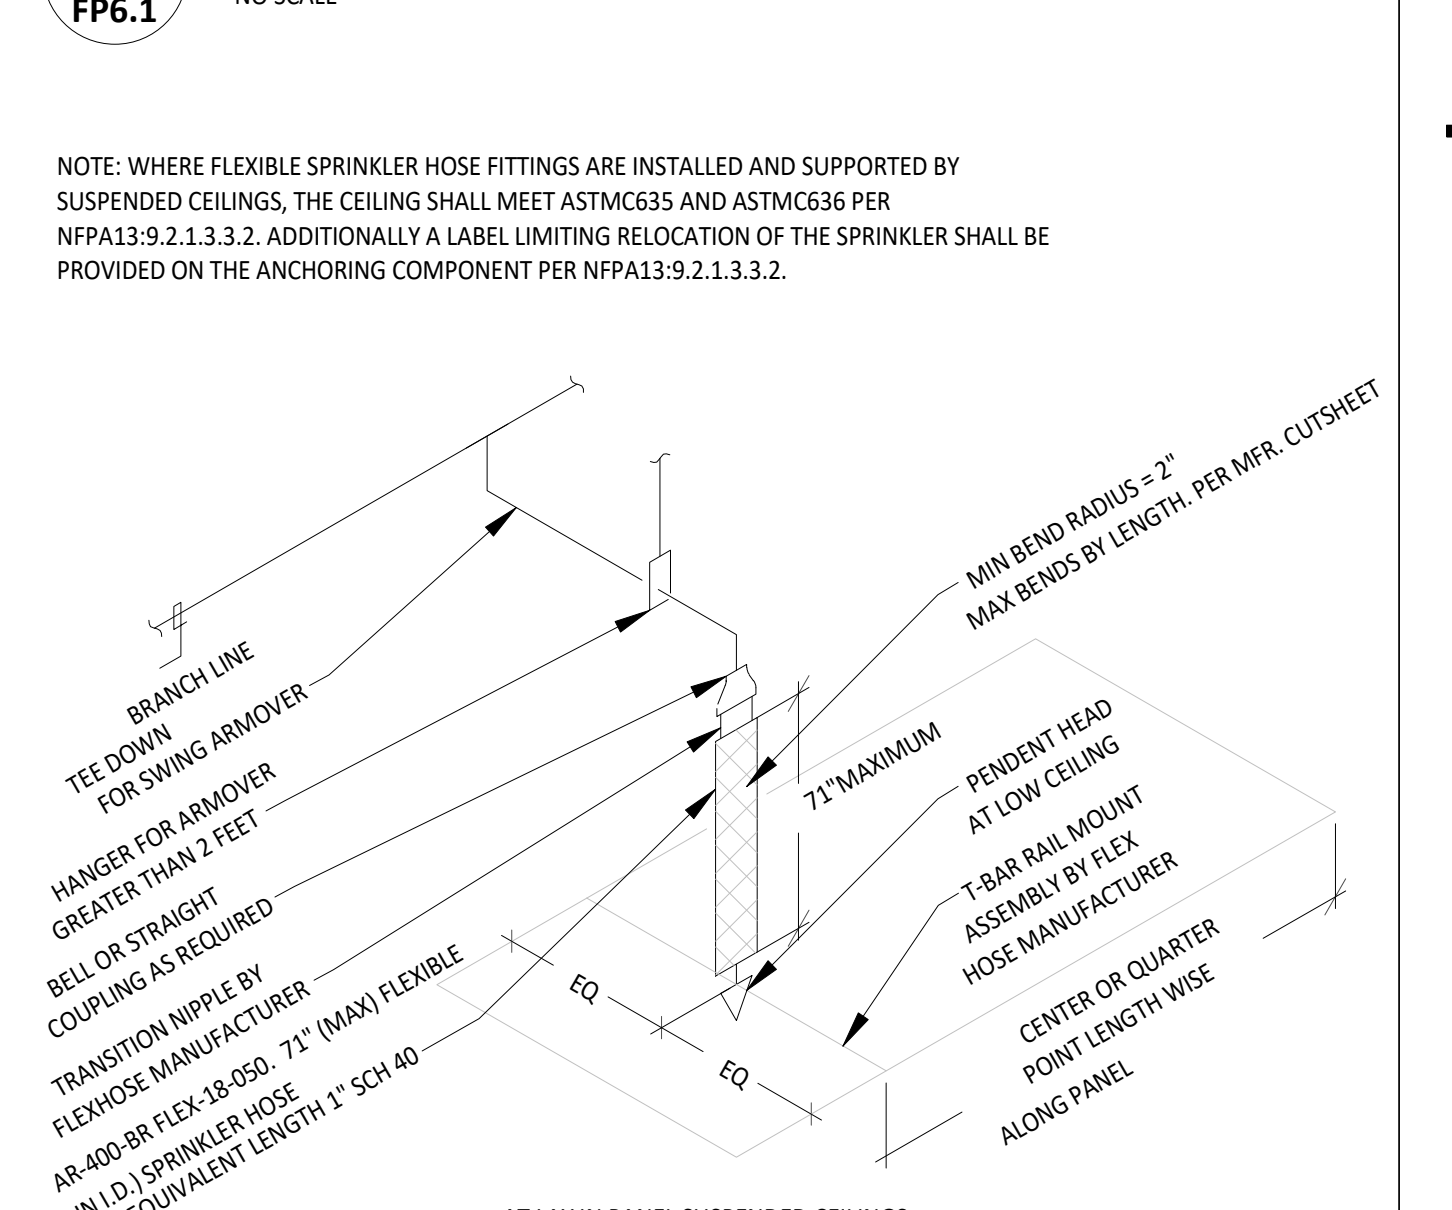 FP6.1
NO SCALE
NOTE: WHERE FLEXIBLE SPRINKLER HOSE FITTINGS ARE INSTALLED AND SUPPORTED BY
SUSPENDED CEILINGS, THE CEILING SHALL MEET ASTMC635 AND ASTMC636 PER
NFPA13:9.2.1.3.3.2. ADDITIONALLY A LABEL LIMITING RELOCATION OF THE SPRINKLER SHALL BE
PROVIDED ON THE ANCHORING COMPONENT PER NFPA13:9.2.1.3.3.2.
MIN BEND RADIUS = 2"
MAX BENDS BY LENGTH. PER MFR. CUTSHEET
BRANCH LINE
TEE DOWN
FOR SWING ARMOVER
HANGER FOR ARMOVER
GREATER THAN 2 FEET
BELL OR STRAIGHT
COUPLING AS REQUIRED
TRANSITION NIPPLE BY
FLEXHOSE MANUFACTURER
AR-400-BR FLEX-18-050. 71" (MAX) FLEXIBLE
IN I.D.) SPRINKLER HOSE
EQUIVALENT LENGTH 1" SCH 40
71"MAXIMUM
PENDENT HEAD
AT LOW CEILING
T-BAR RAIL MOUNT
ASSEMBLY BY FLEX
HOSE MANUFACTURER
CENTER OR QUARTER
POINT LENGTH WISE
ALONG PANEL
EQ
EQ
PANEL SUSPENDED CEILINGS